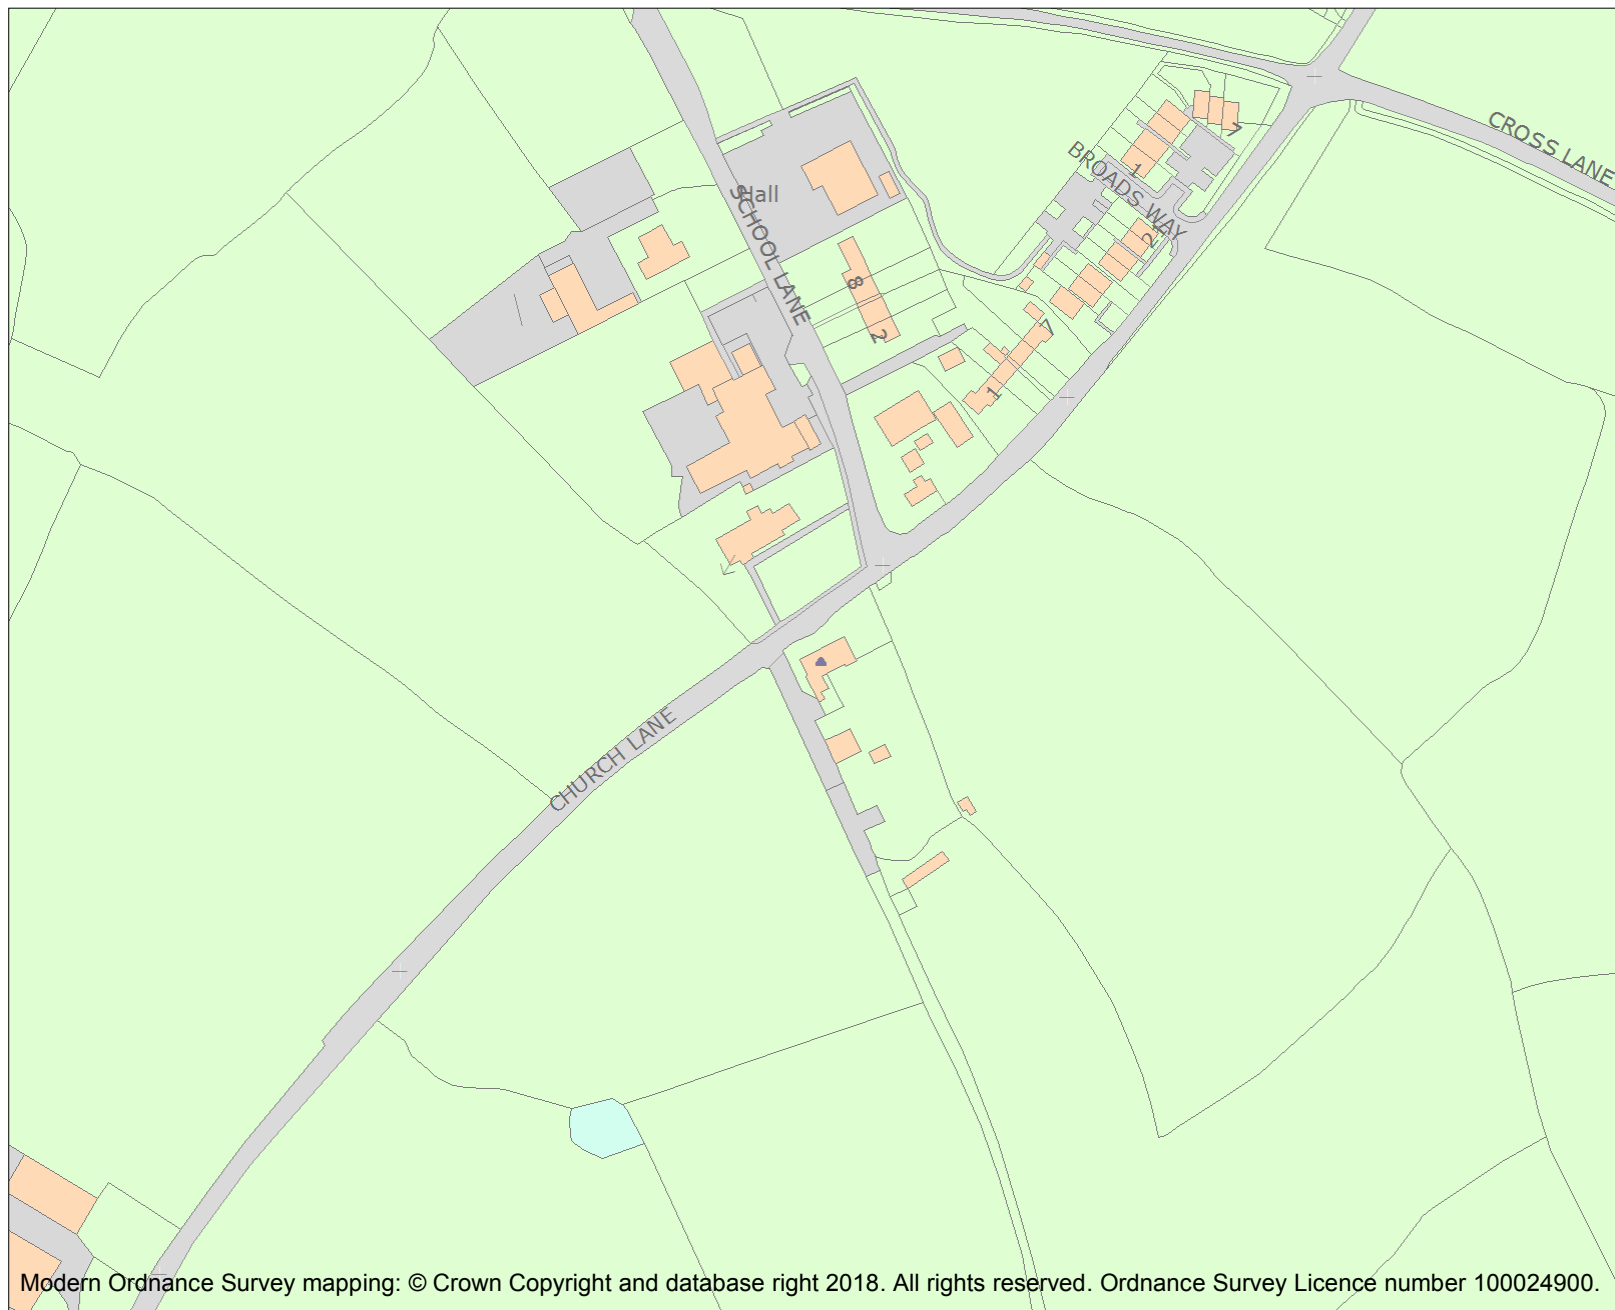 CROSS LANE
7
BROADS WAY
1
Hall
SCHOOL LANE
2
8
2
7
1
CHURCH LANE
Modern Ordnance Survey mapping: © Crown Copyright and database right 2018. All rights reserved. Ordnance Survey Licence number 100024900.